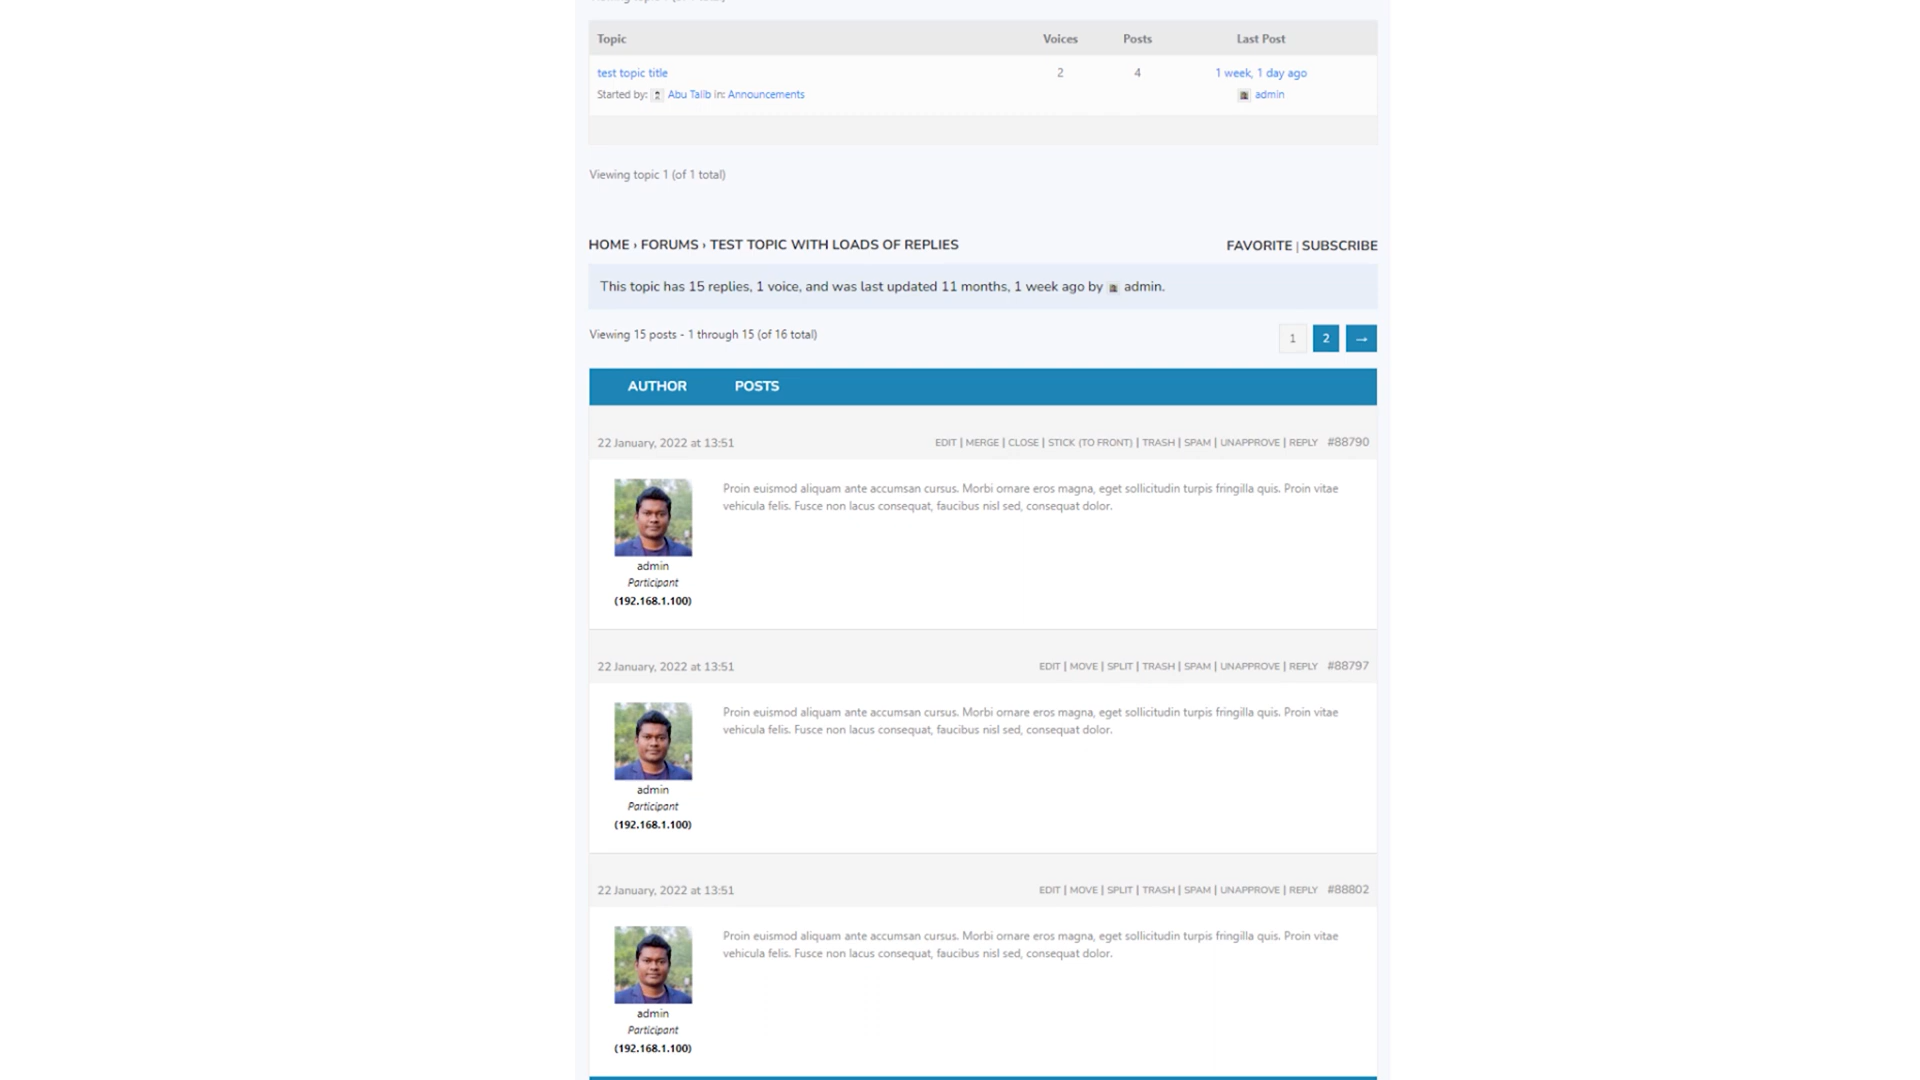 Topic Voices Posts Last Post
test topic title 2 4 1 week, 1 day ago
Started by: Abu Talib in: Announcements admin
Viewing topic 1 (of 1 total)
HOME › FORUMS › TEST TOPIC WITH LOADS OF REPLIES FAVORITE | SUBSCRIBE
This topic has 15 replies, 1 voice, and was last updated 11 months, 1 week ago by admin.
Viewing 15 posts - 1 through 15 (of 16 total) 1 2 →
AUTHOR POSTS
22 January, 2022 at 13:51 EDIT | MERGE | CLOSE | STICK (TO FRONT) | TRASH | SPAM | UNAPPROVE | REPLY #88790
Proin euismod aliquam ante accumsan cursus. Morbi ornare eros magna, eget sollicitudin turpis fringilla quis. Proin vitae
vehicula felis. Fusce non lacus consequat, faucibus nisl sed, consequat dolor.
admin
Participant
(192.168.1.100)
22 January, 2022 at 13:51 EDIT | MOVE | SPLIT | TRASH | SPAM | UNAPPROVE | REPLY #88797
Proin euismod aliquam ante accumsan cursus. Morbi ornare eros magna, eget sollicitudin turpis fringilla quis. Proin vitae
vehicula felis. Fusce non lacus consequat, faucibus nisl sed, consequat dolor.
admin
Participant
(192.168.1.100)
22 January, 2022 at 13:51 EDIT | MOVE | SPLIT | TRASH | SPAM | UNAPPROVE | REPLY #88802
Proin euismod aliquam ante accumsan cursus. Morbi ornare eros magna, eget sollicitudin turpis fringilla quis. Proin vitae
vehicula felis. Fusce non lacus consequat, faucibus nisl sed, consequat dolor.
admin
Participant
(192.168.1.100)